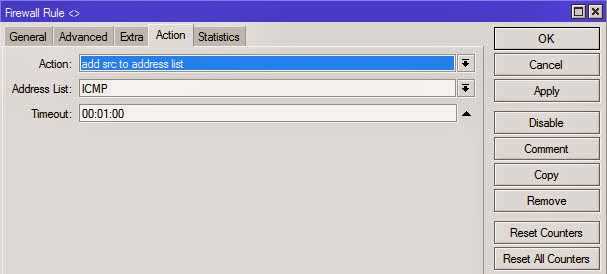 Firewall Rule <>
General Advanced Extra Action Statistics
Action: add src to address list
Address List: ICMP
Timeout: 00:01:00
OK
Cancel
Apply
Disable
Comment
Copy
Remove
Reset Counters
Reset All Counters